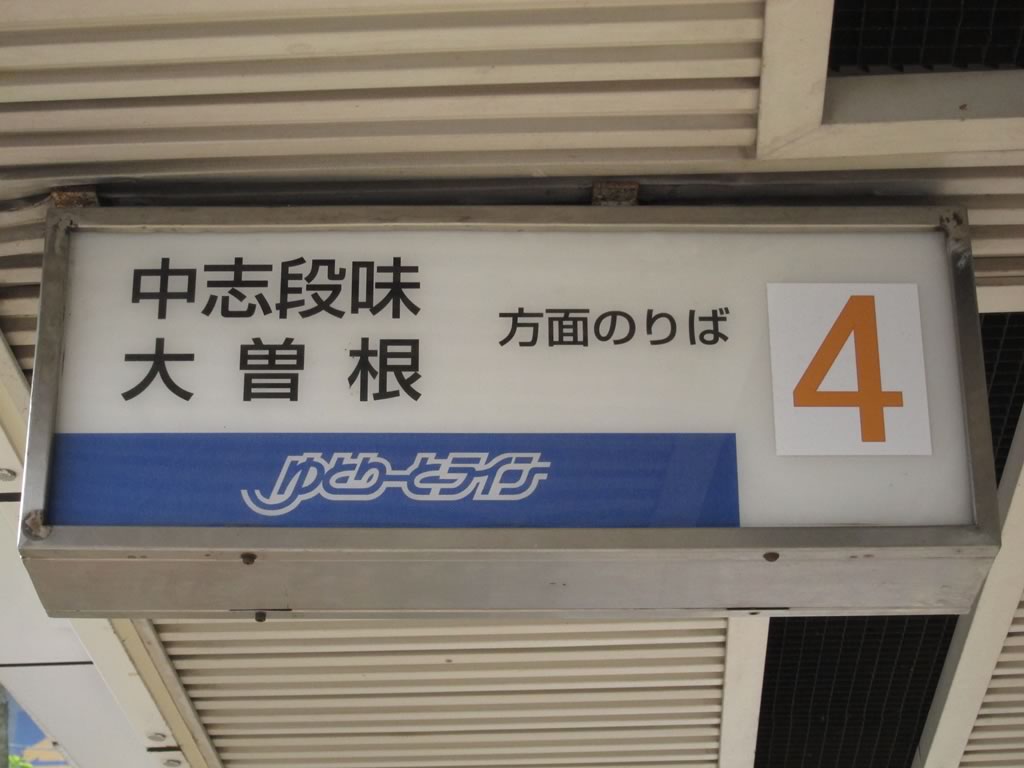 中志段味
大曽根
方面のりば
4
ゆとりーとライン